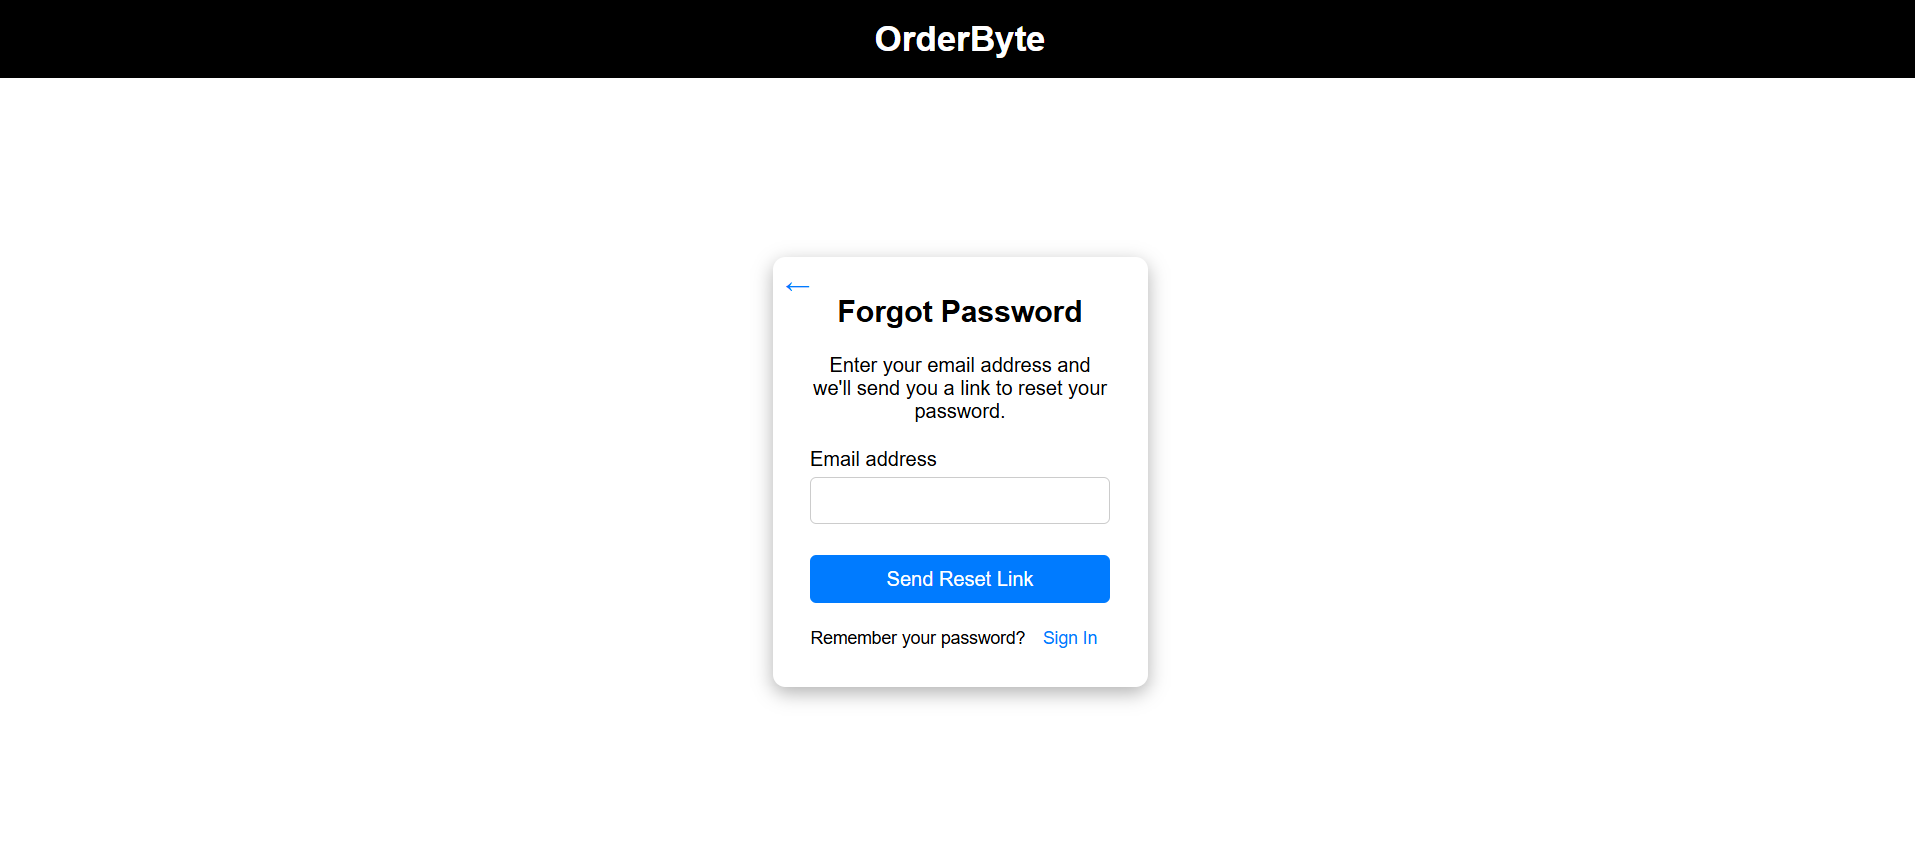 OrderByte
←
Forgot Password
Enter your email address and
we'll send you a link to reset your
password.
Email address
Send Reset Link
Remember your password? Sign In